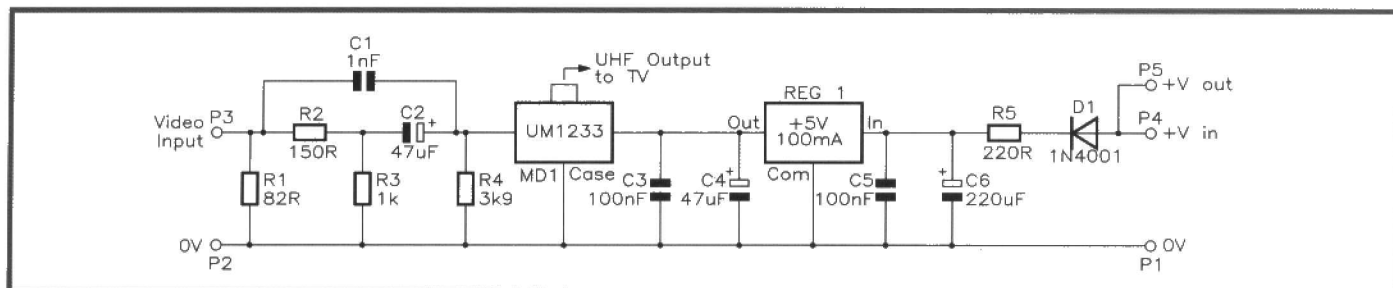 C1
1nF
UHF Output
to TV
P5
+V out
REG 1
D1
P4
+V in
Video
Input
P3
R2
C2
+
UM1233
Out
+5V
100mA
In
R5
150R
47uF
220R
1N4001
R1
82R
R3
1k
R4
3k9
MD1
Case
C3
100nF
+
C4
47uF
Com
C5
100nF
+
C6
220uF
0V
P2
0V
P1